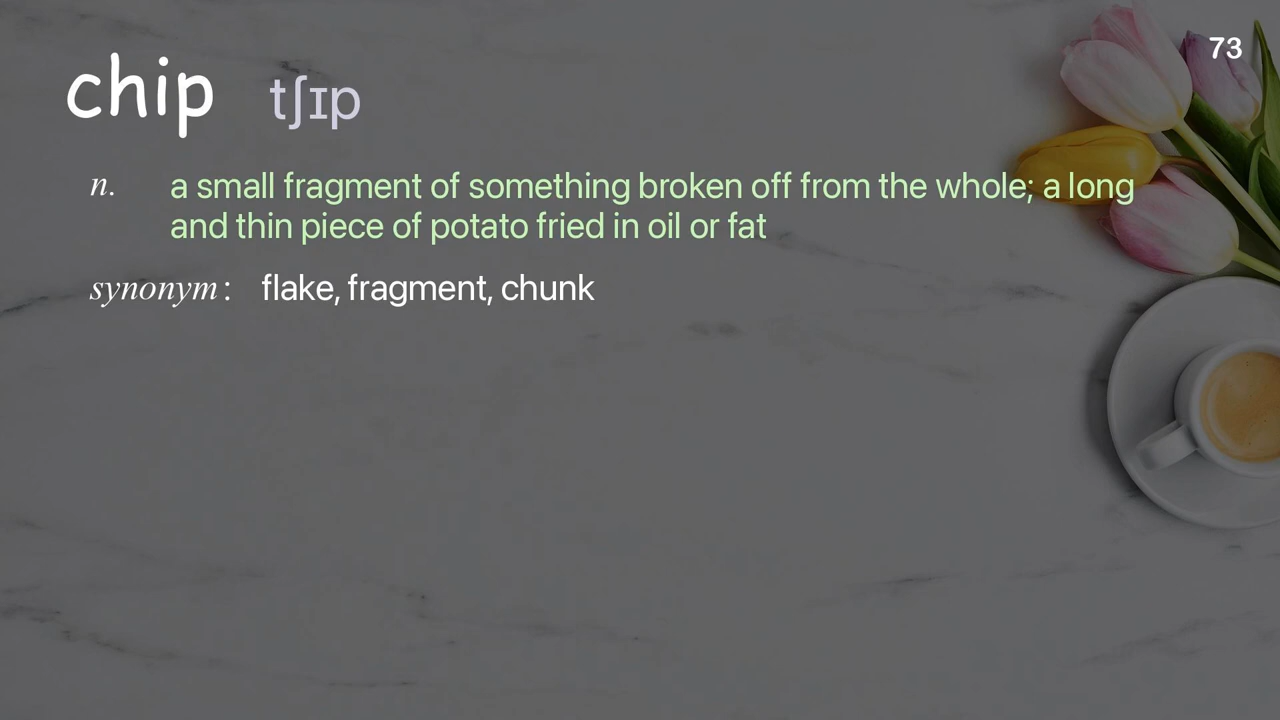 73
chip tʃɪp
n. a small fragment of something broken off from the whole; a long
and thin piece of potato fried in oil or fat
synonym: flake, fragment, chunk